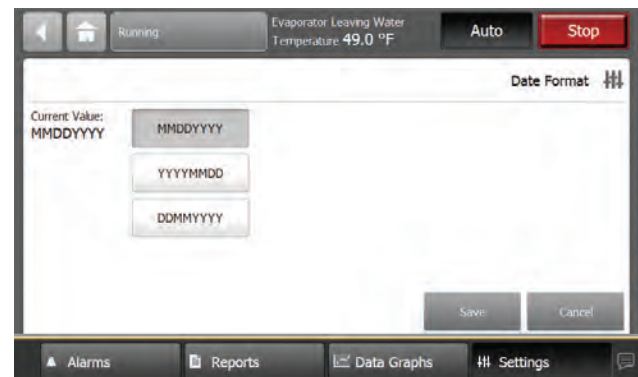 Running
Evaporator Leaving Water
Temperature 49.0 °F
Auto
Stop
Date Format
Current Value:
MMDDYYYY
MMDDYYYY
YYYYMMDD
DDMMYYYY
Save
Cancel
Alarms
Reports
Data Graphs
Settings